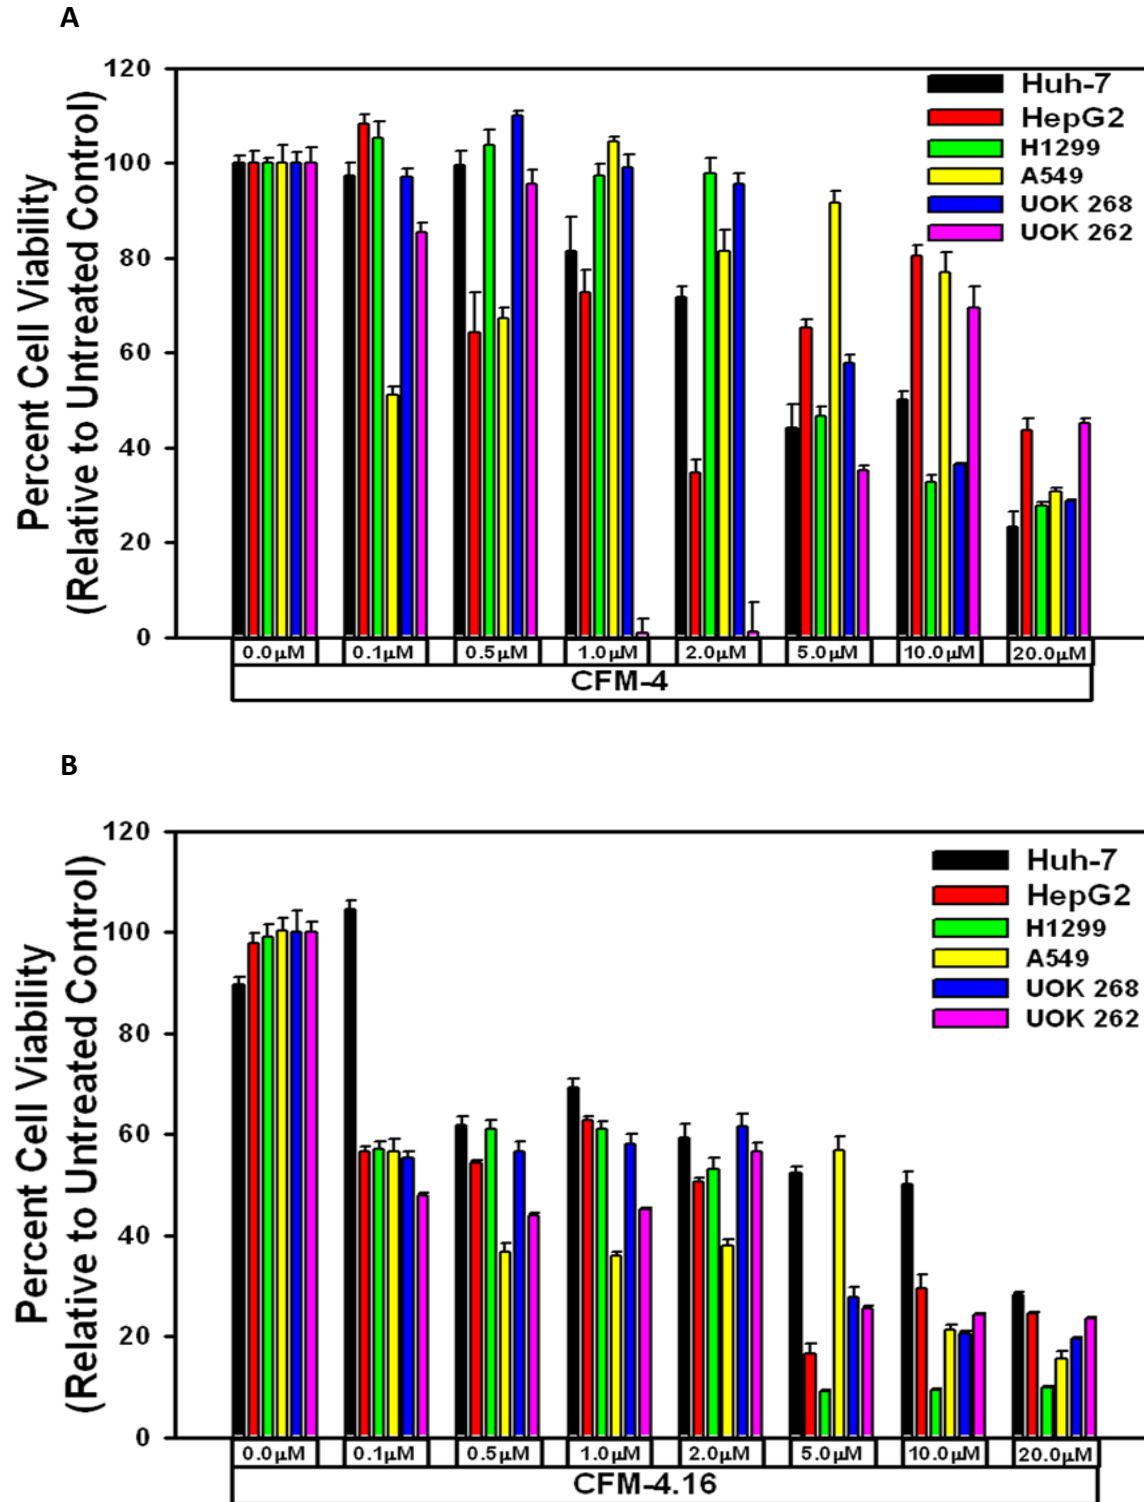 A
120
100
80
60
40
20
0
Percent Cell Viability
(Relative to Untreated Control)
Huh-7
HepG2
H1299
A549
UOK 268
UOK 262
0.0µM 0.1µM 0.5µM 1.0µM 2.0µM 5.0µM 10.0µM 20.0µM
CFM-4
B
120
100
80
60
40
20
0
Percent Cell Viability
(Relative to Untreated Control)
Huh-7
HepG2
H1299
A549
UOK 268
UOK 262
0.0µM 0.1µM 0.5µM 1.0µM 2.0µM 5.0µM 10.0µM 20.0µM
CFM-4.16